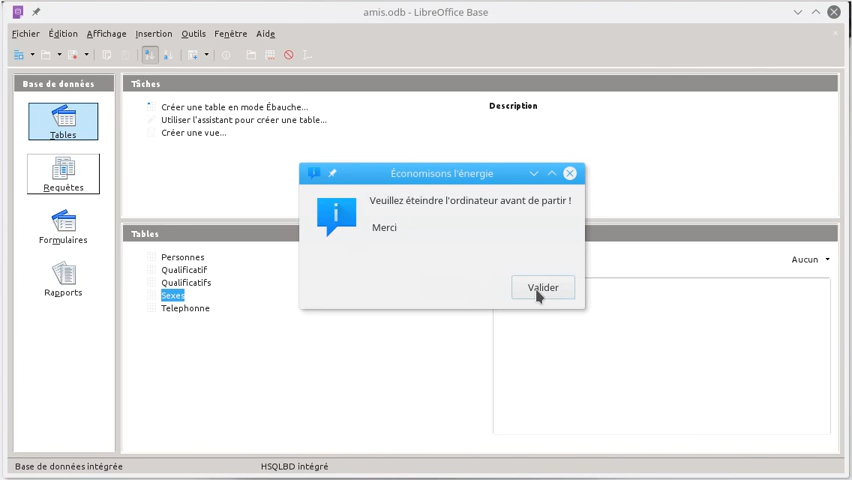 amis.odb - LibreOffice Base
Fichier Édition Affichage Insertion Outils Fenêtre Aide
Base de données
Tables
Requêtes
Formulaires
Rapports
Tâches
Créer une table en mode Ébauche...
Utiliser l'assistant pour créer une table...
Créer une vue...
Description
Tables
Personnes
Qualificatif
Qualificatifs
Sexes
Telephonne
Aucun
Économisons l'énergie
Veuillez éteindre l'ordinateur avant de partir !
Merci
Valider
Base de données intégrée
HSQLBD intégré